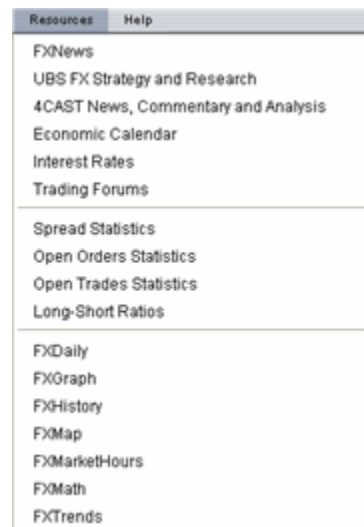 Resources Help
FXNews
UBS FX Strategy and Research
4CAST News, Commentary and Analysis
Economic Calendar
Interest Rates
Trading Forums
Spread Statistics
Open Orders Statistics
Open Trades Statistics
Long-Short Ratios
FXDaily
FXGraph
FXHistory
FXMap
FXMarketHours
FXMath
FXTrends